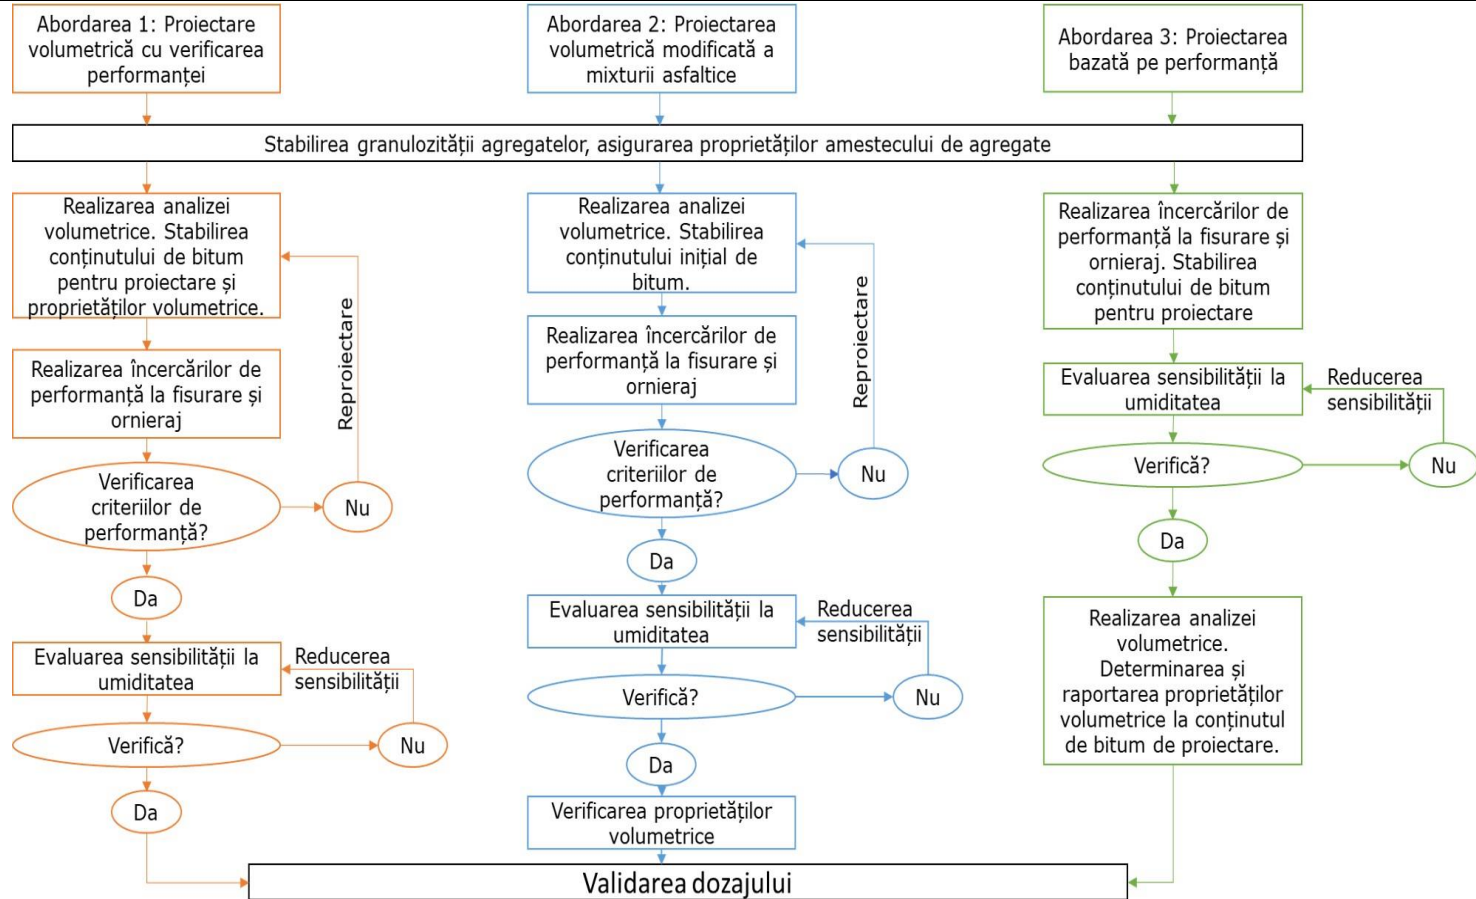 Abordarea 1: Proiectare
volumetrică cu verificarea
performanței
Abordarea 2: Proiectarea
volumetrică modificată a
mixturii asfaltice
Abordarea 3: Proiectarea
bazată pe performanță
Stabilirea granulozității agregatelor, asigurarea proprietăților amestecului de agregate
Realizarea analizei
volumetrice. Stabilirea
conținutului de bitum
pentru proiectare și
proprietăților volumetrice.
Reproiectare
Realizarea încercărilor de
performanță la fisurare și
ornieraj
Verificarea
criteriilor de
performanță?
Nu
Da
Evaluarea sensibilității la
umiditatea
Reducerea
sensibilității
Verifică?
Nu
Da
Realizarea analizei
volumetrice. Stabilirea
conținutului inițial de
bitum.
Reproiectare
Realizarea încercărilor de
performanță la fisurare și
ornieraj
Verificarea
criteriilor de
performanță?
Nu
Da
Evaluarea sensibilității la
umiditatea
Reducerea
sensibilității
Verifică?
Nu
Da
Verificarea proprietăților
volumetrice
Realizarea încercărilor de
performanță la fisurare și
ornieraj. Stabilirea
conținutului de bitum
pentru proiectare
Evaluarea sensibilității la
umiditatea
Reducerea
sensibilității
Verifică?
Nu
Da
Realizarea analizei
volumetrice.
Determinarea și
raportarea proprietăților
volumetrice la conținutul
de bitum de proiectare.
Validarea dozajului